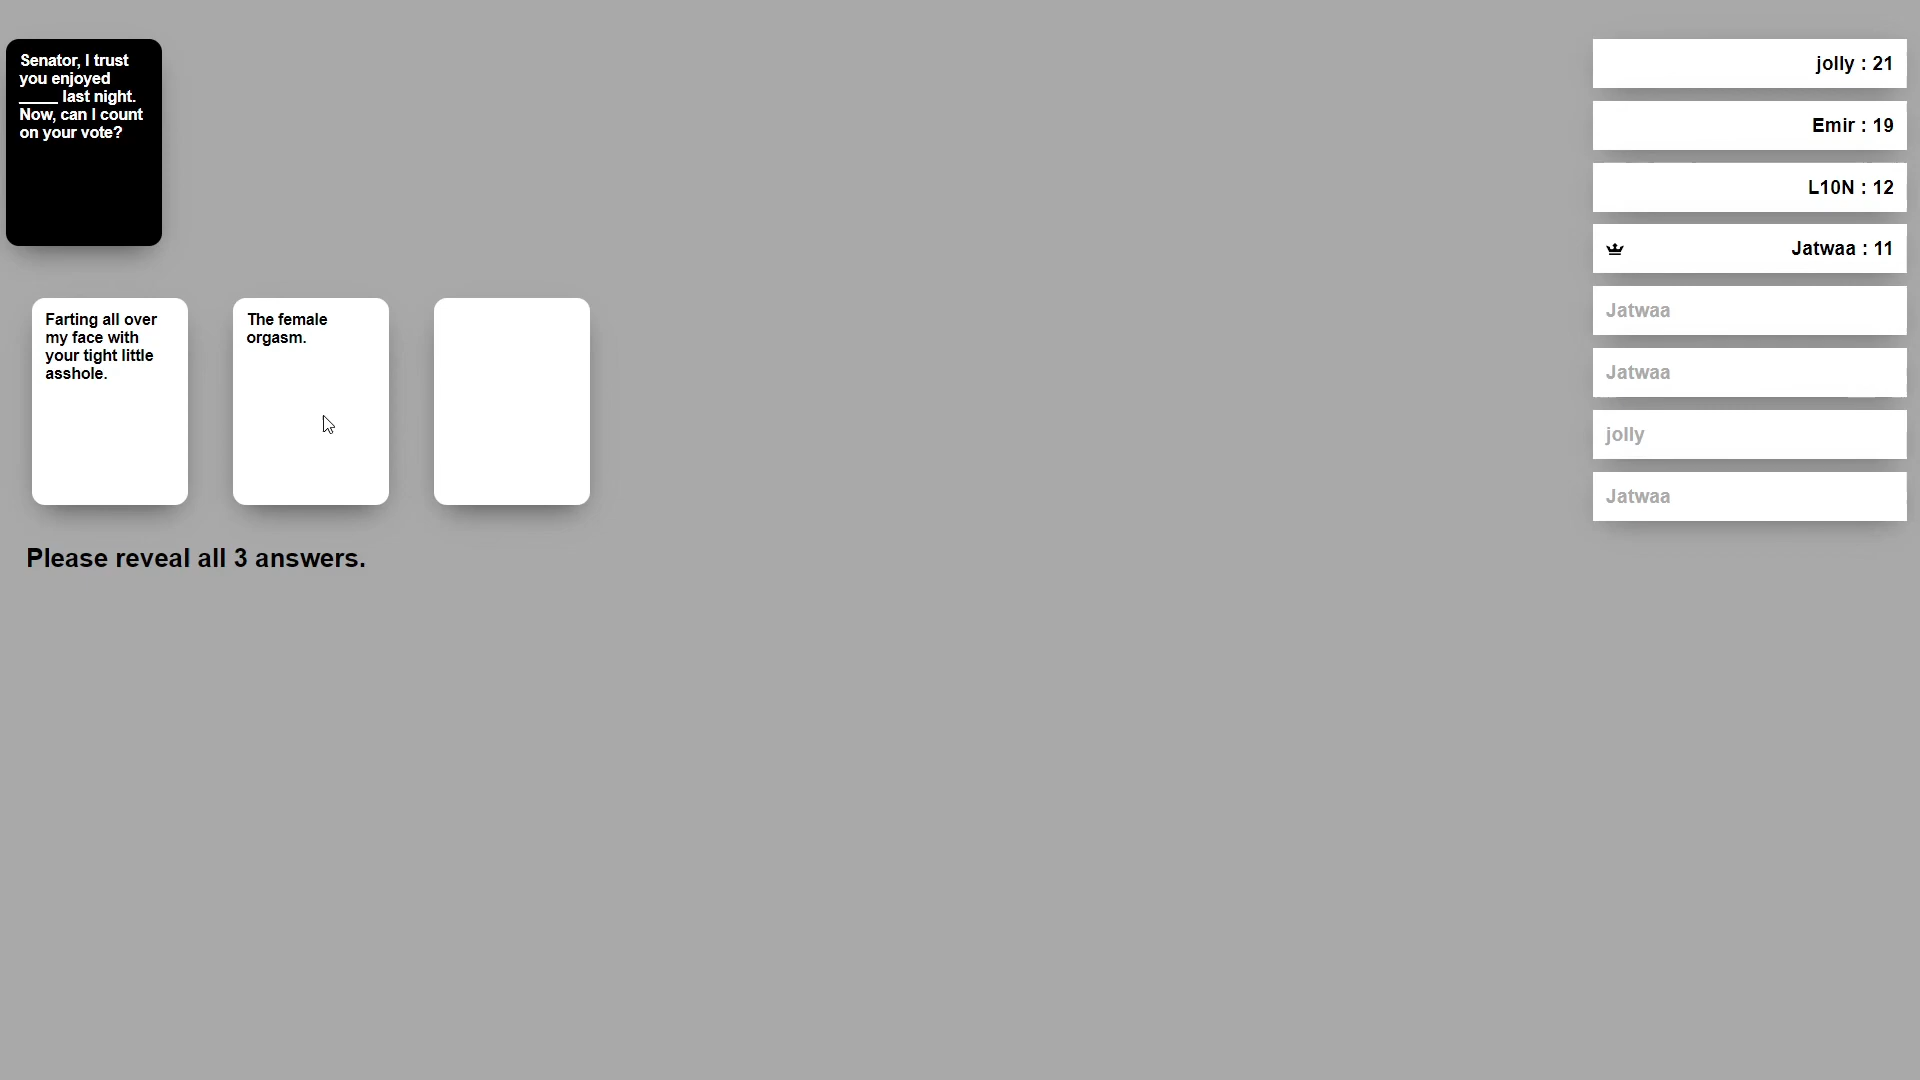 Senator, I trust
you enjoyed
_____ last night.
Now, can I count
on your vote?
Farting all over
my face with
your tight little
asshole.
The female
orgasm.
Please reveal all 3 answers.
jolly : 21
Emir : 19
L10N : 12
Jatwaa : 11
Jatwaa
Jatwaa
jolly
Jatwaa